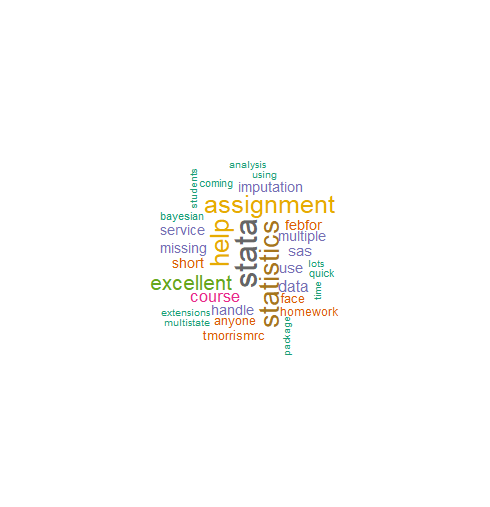 analysis
using
students
coming
imputation
assignment
bayesian
service
help
stata
statistics
febfor
multiple
missing
sas
short
use
lots
quick
excellent
data
time
course
face
extensions
handle
homework
multistate
anyone
tmorrismrc
package